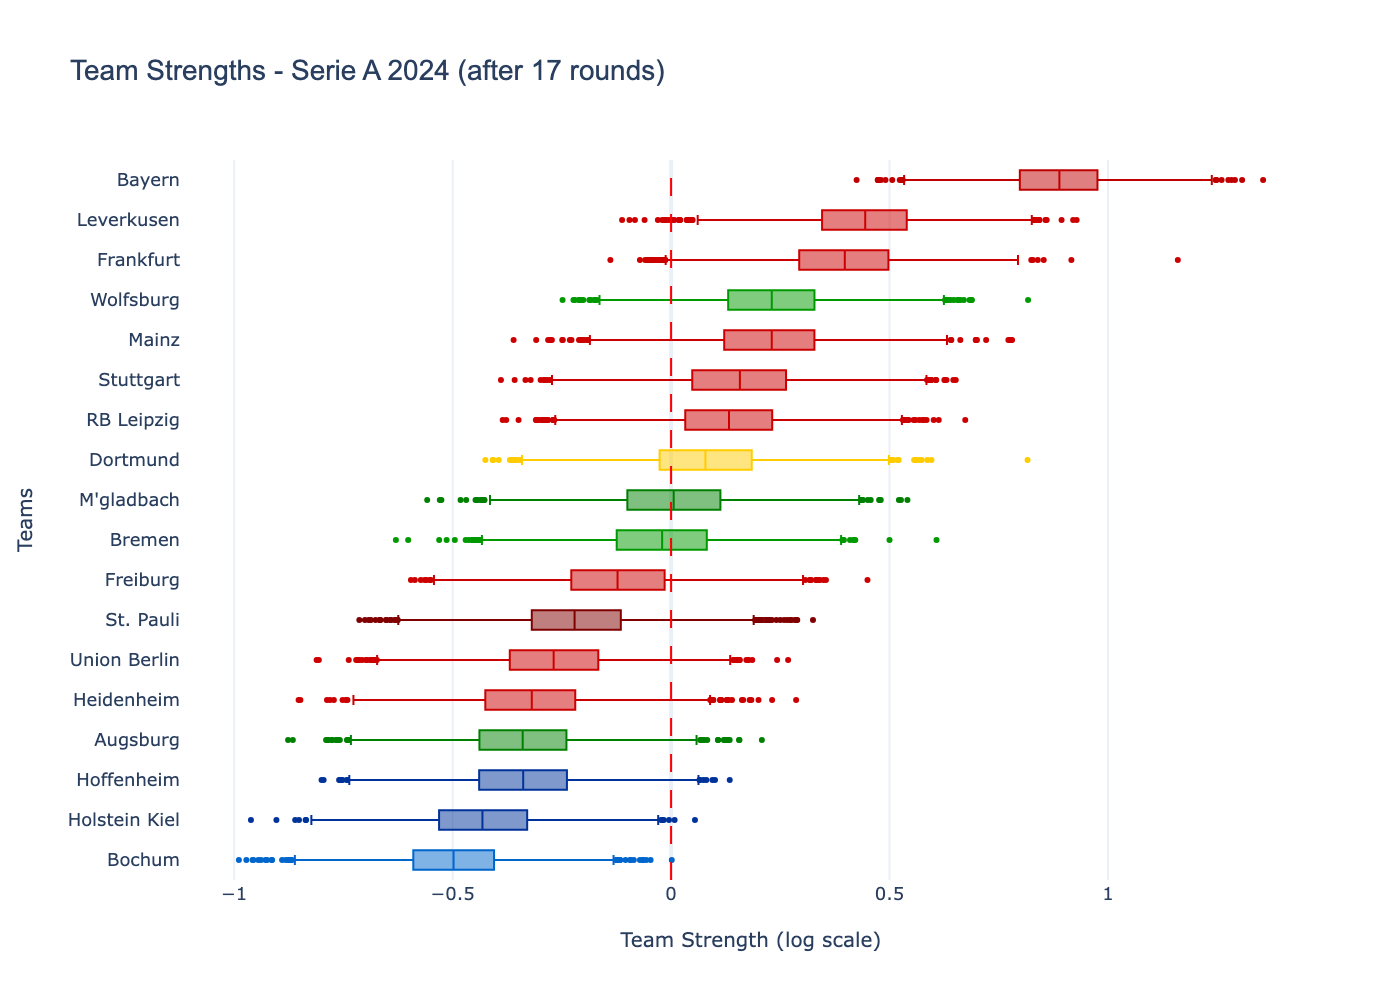 Team Strengths - Serie A 2024 (after 17 rounds)
Bayern
Leverkusen
Frankfurt
Wolfsburg
Mainz
Stuttgart
RB Leipzig
Dortmund
M'gladbach
Bremen
Freiburg
St. Pauli
Union Berlin
Heidenheim
Augsburg
Hoffenheim
Holstein Kiel
Bochum
Teams
−1
−0.5
0
0.5
1
Team Strength (log scale)